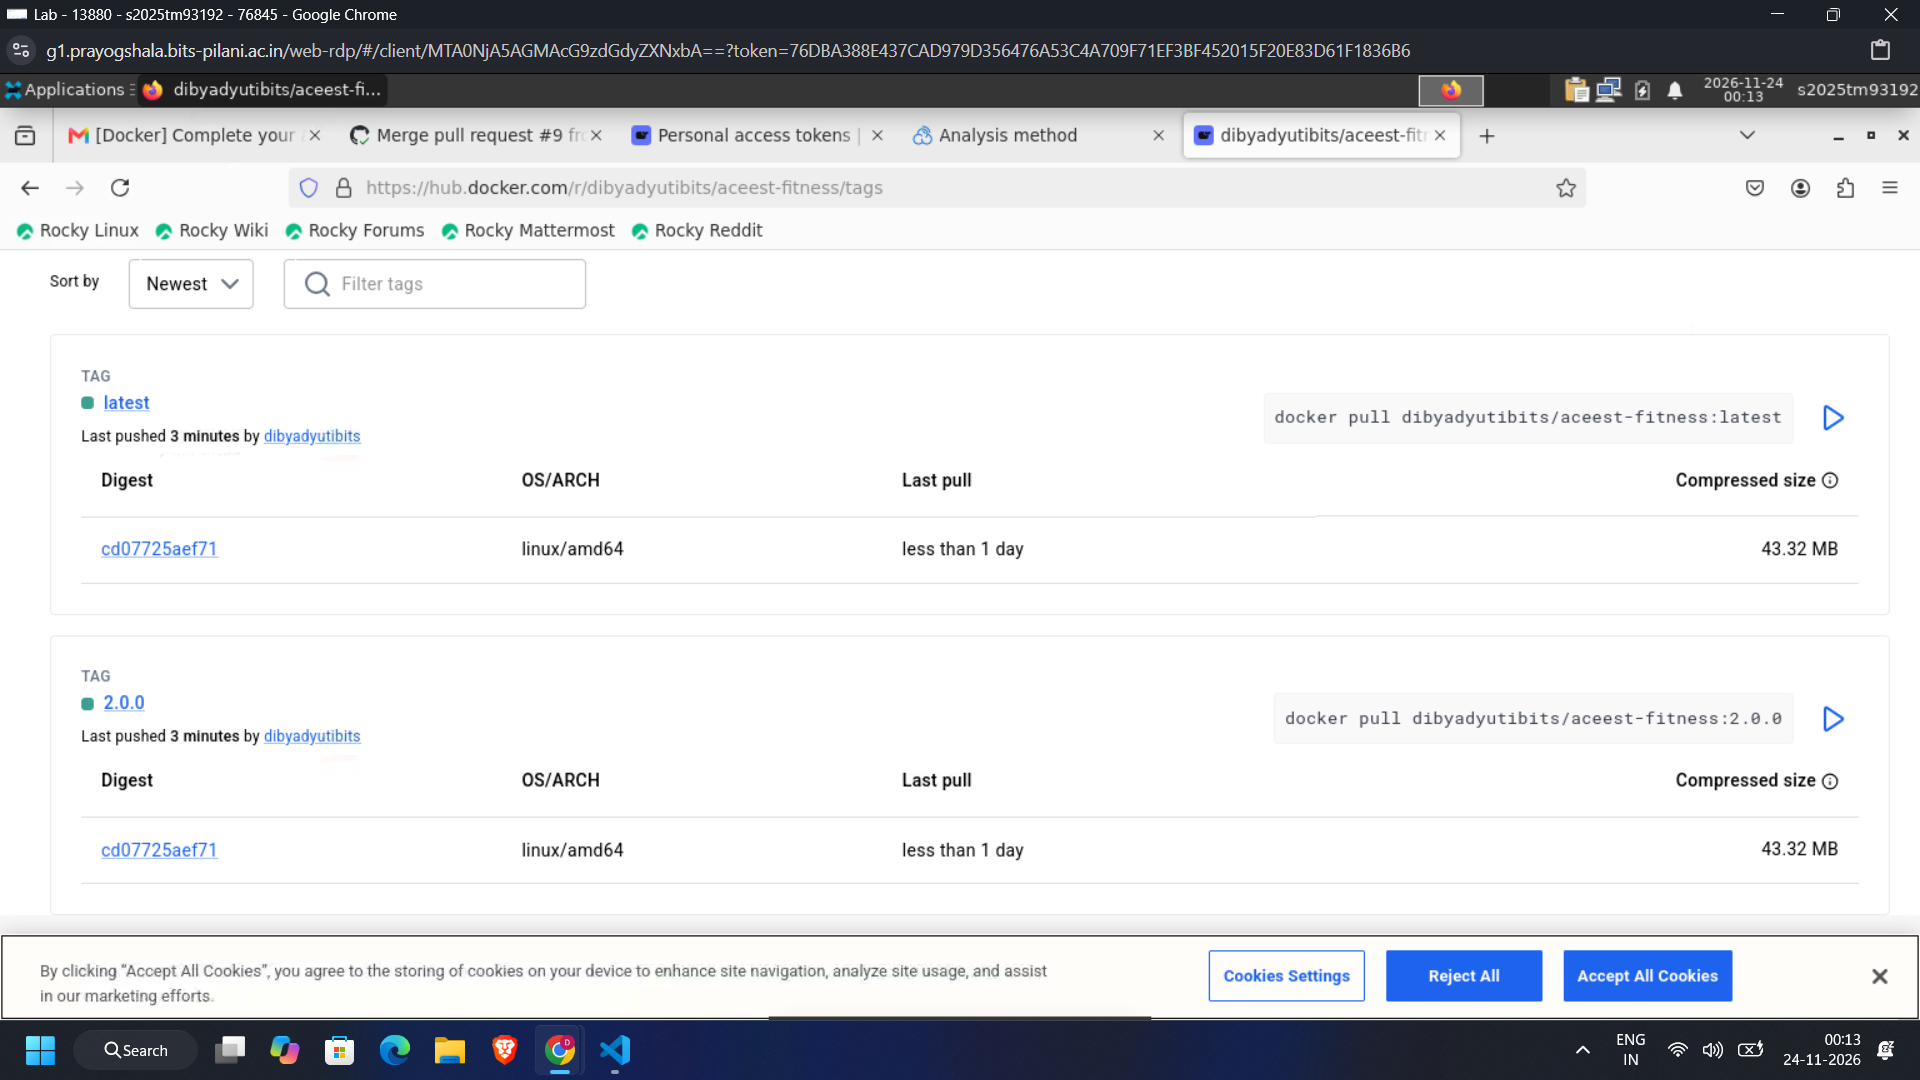 Lab - 13880 - s2025tm93192 - 76845 - Google Chrome
g1.prayogshala.bits-pilani.ac.in/web-rdp/#/client/MTA0NjA5AGMAcG9zdGdyZXNxbA==?token=76DBA388E437CAD979D356476A53C4A709F71EF3BF452015F20E83D61F1836B6
Applications dibyadyutibits/aceest-fi... 2026-11-24 00:13 s2025tm93192
[Docker] Complete your Merge pull request #9 fro Personal access tokens | Analysis method dibyadyutibits/aceest-fitn
https://hub.docker.com/r/dibyadyutibits/aceest-fitness/tags
Rocky Linux Rocky Wiki Rocky Forums Rocky Mattermost Rocky Reddit
Sort by Newest Filter tags
TAG
latest
docker pull dibyadyutibits/aceest-fitness:latest
Last pushed 3 minutes by dibyadyutibits
Digest OS/ARCH Last pull Compressed size
cd07725aef71 linux/amd64 less than 1 day 43.32 MB
TAG
2.0.0
docker pull dibyadyutibits/aceest-fitness:2.0.0
Last pushed 3 minutes by dibyadyutibits
Digest OS/ARCH Last pull Compressed size
cd07725aef71 linux/amd64 less than 1 day 43.32 MB
By clicking “Accept All Cookies”, you agree to the storing of cookies on your device to enhance site navigation, analyze site usage, and assist
in our marketing efforts.
Cookies Settings Reject All Accept All Cookies
Search
ENG
IN
00:13
24-11-2026